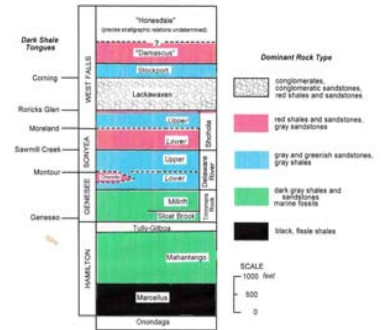 "Honesdale"
(precise stratigraphic relations undetermined)
Dark Shale
Tongues
?
"Damascus"
Stockport
Corning
Lackawaxen
WEST FALLS
Roricks Glen
Upper
Moreland
Lower
Shohola
Sawmill Creek
SONYEA
Upper
Montour
Lower
Delaware
River
GENESEE
Millrift
Sloat Brook
Trimmers
Rock
Geneseo
Tully-Gilboa
HAMILTON
Mahantango
Marcellus
Onondaga
Dominant Rock Type
conglomerates,
conglomeratic sandstones,
red shales and sandstones
red shales and sandstones,
gray sandstones
gray and greenish sandstones,
gray shales
dark gray shales and
sandstones
marine fossils
black, fissle shales
SCALE
1000 feet
500
0